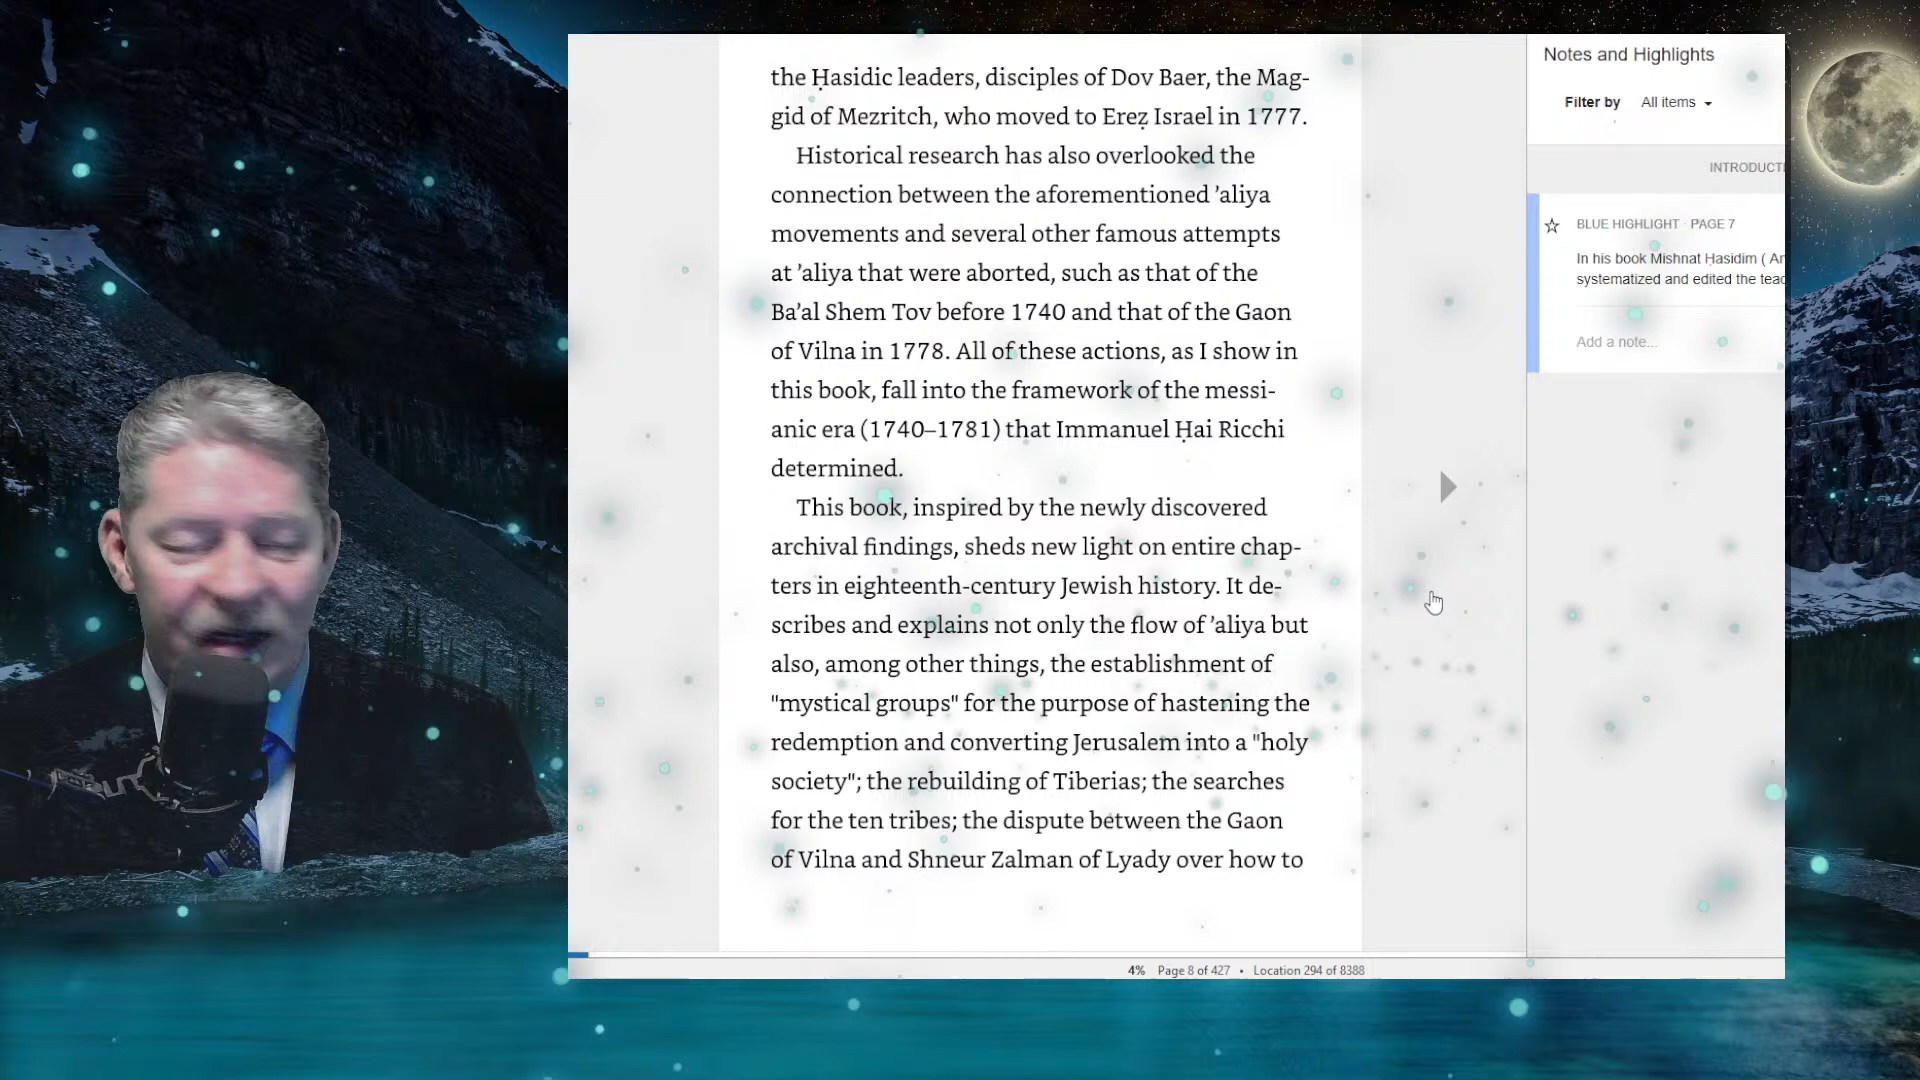 the Ḥasidic leaders, disciples of Dov Baer, the Mag-
gid of Mezritch, who moved to Ereẓ Israel in 1777.
Historical research has also overlooked the
connection between the aforementioned ’aliya
movements and several other famous attempts
at ’aliya that were aborted, such as that of the
Ba’al Shem Tov before 1740 and that of the Gaon
of Vilna in 1778. All of these actions, as I show in
this book, fall into the framework of the messi-
anic era (1740–1781) that Immanuel Ḥai Ricchi
determined.
This book, inspired by the newly discovered
archival findings, sheds new light on entire chap-
ters in eighteenth-century Jewish history. It de-
scribes and explains not only the flow of ’aliya but
also, among other things, the establishment of
"mystical groups" for the purpose of hastening the
redemption and converting Jerusalem into a "holy
society"; the rebuilding of Tiberias; the searches
for the ten tribes; the dispute between the Gaon
of Vilna and Shneur Zalman of Lyady over how to
4% Page 8 of 427 • Location 294 of 8388
Notes and Highlights
Filter by All items
INTRODUCTI
BLUE HIGHLIGHT · PAGE 7
In his book Mishnat Hasidim ( Ar
systematized and edited the teac
Add a note...